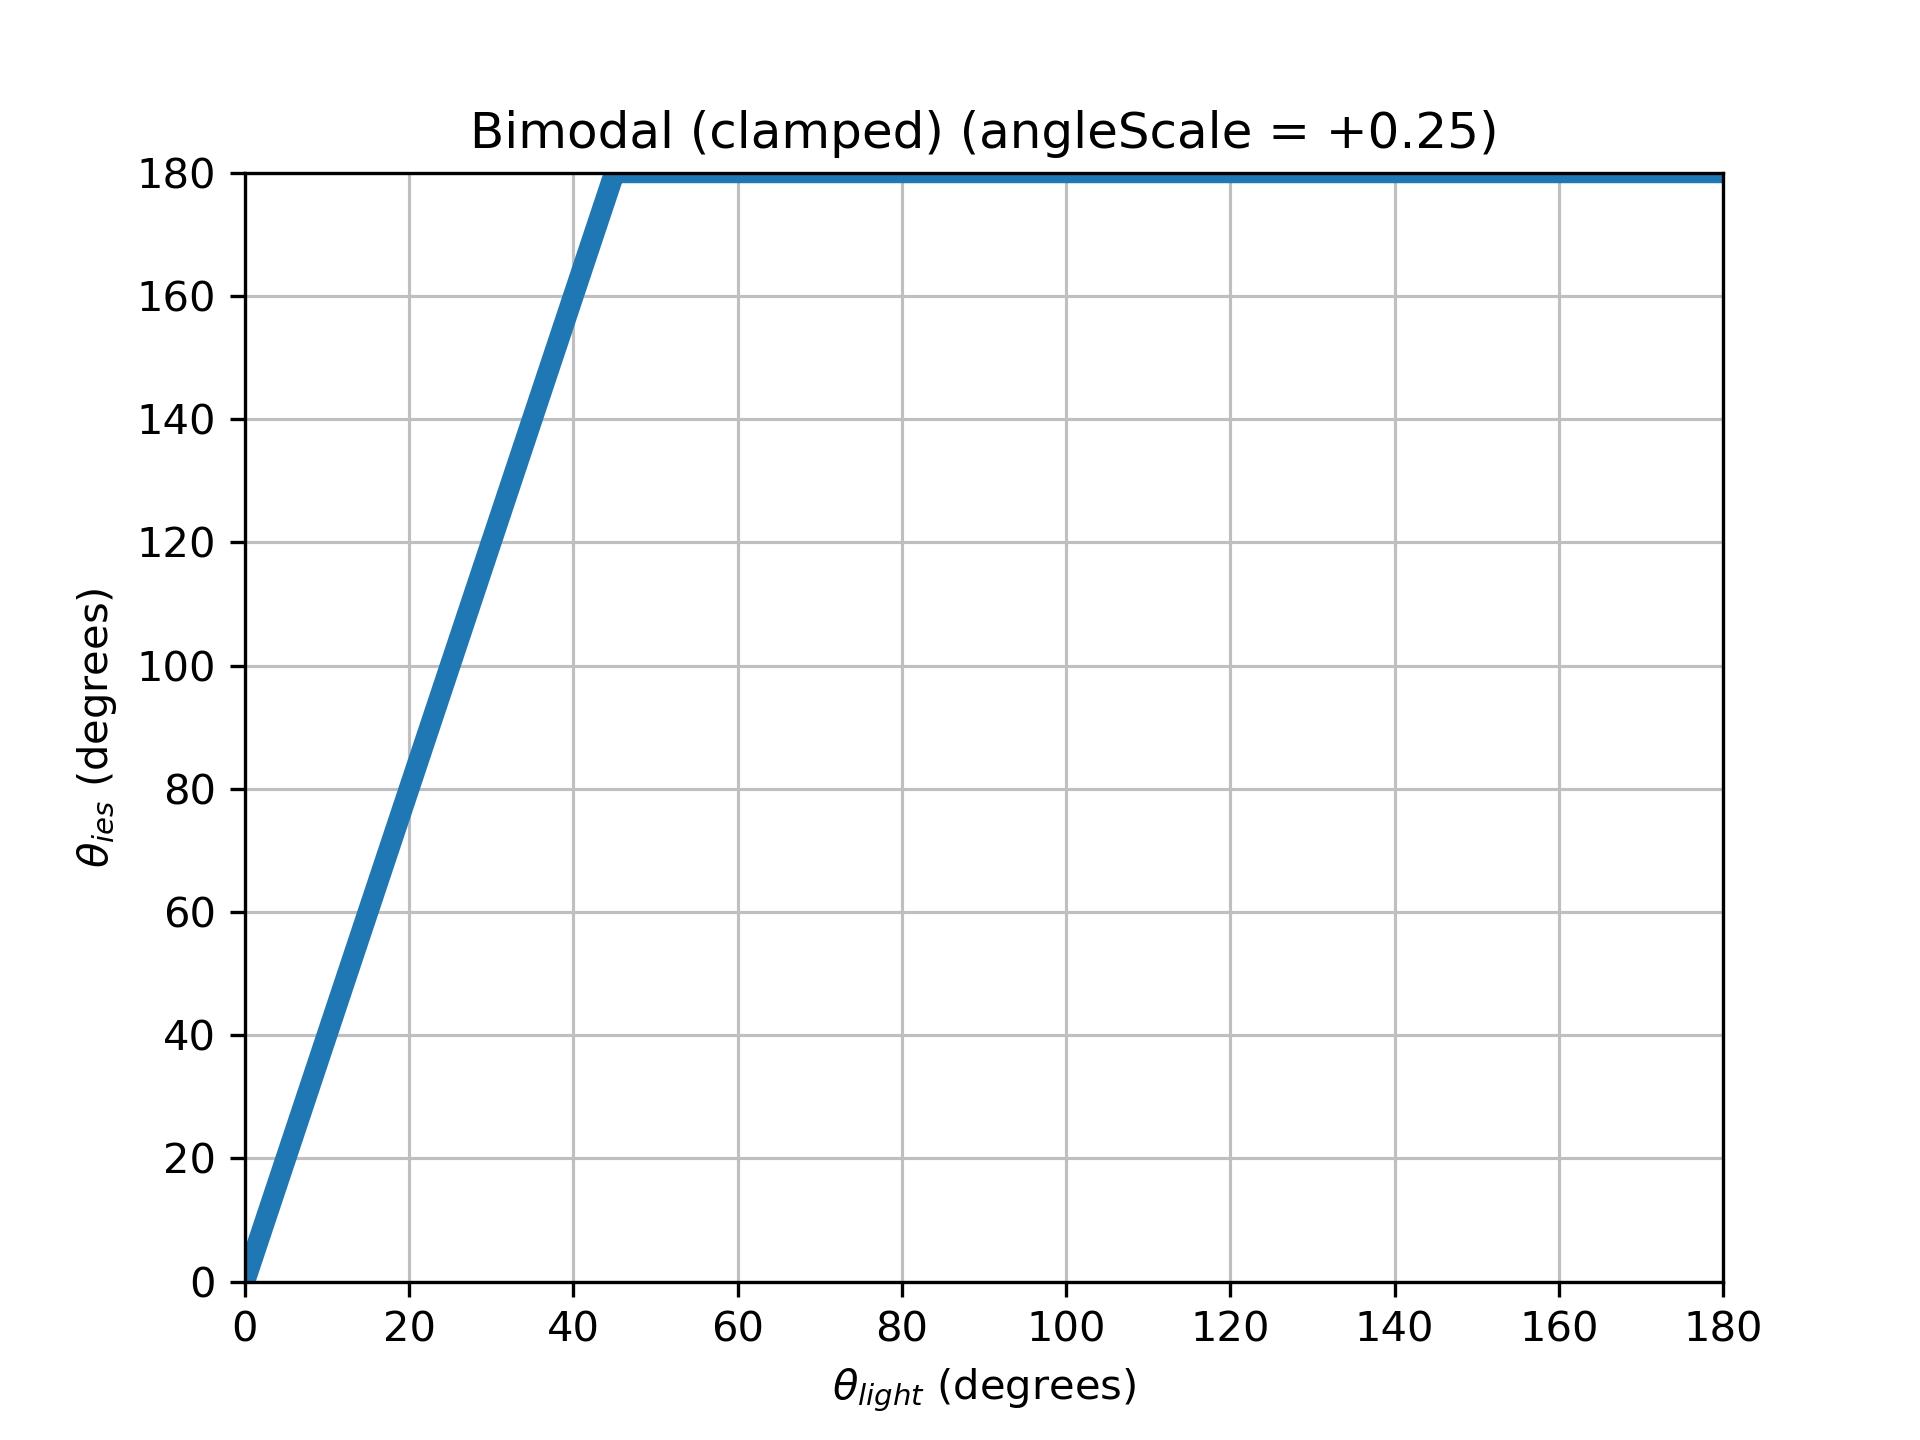 Bimodal (clamped) (angleScale = +0.25)
180
160
140
120
100
80
60
40
20
0
θies (degrees)
0 20 40 60 80 100 120 140 160 180
θlight (degrees)